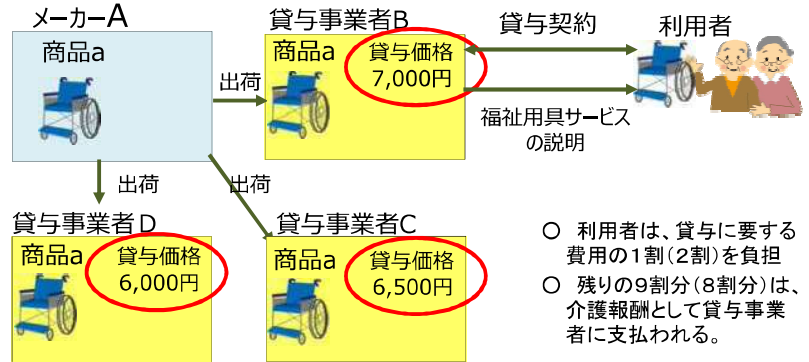 メーカーA
商品a
出荷
貸与事業者B
商品a
貸与価格
7,000円
貸与契約
利用者
福祉用具サービス
の説明
出荷
出荷
貸与事業者D
商品a
貸与価格
6,000円
貸与事業者C
商品a
貸与価格
6,500円
○ 利用者は、貸与に要する
費用の1割(2割)を負担
○ 残りの9割分(8割分)は、
介護報酬として貸与事業
者に支払われる。